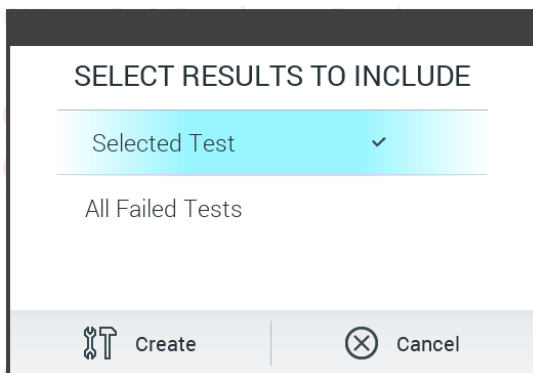 SELECT RESULTS TO INCLUDE
Selected Test
All Failed Tests
Create Cancel